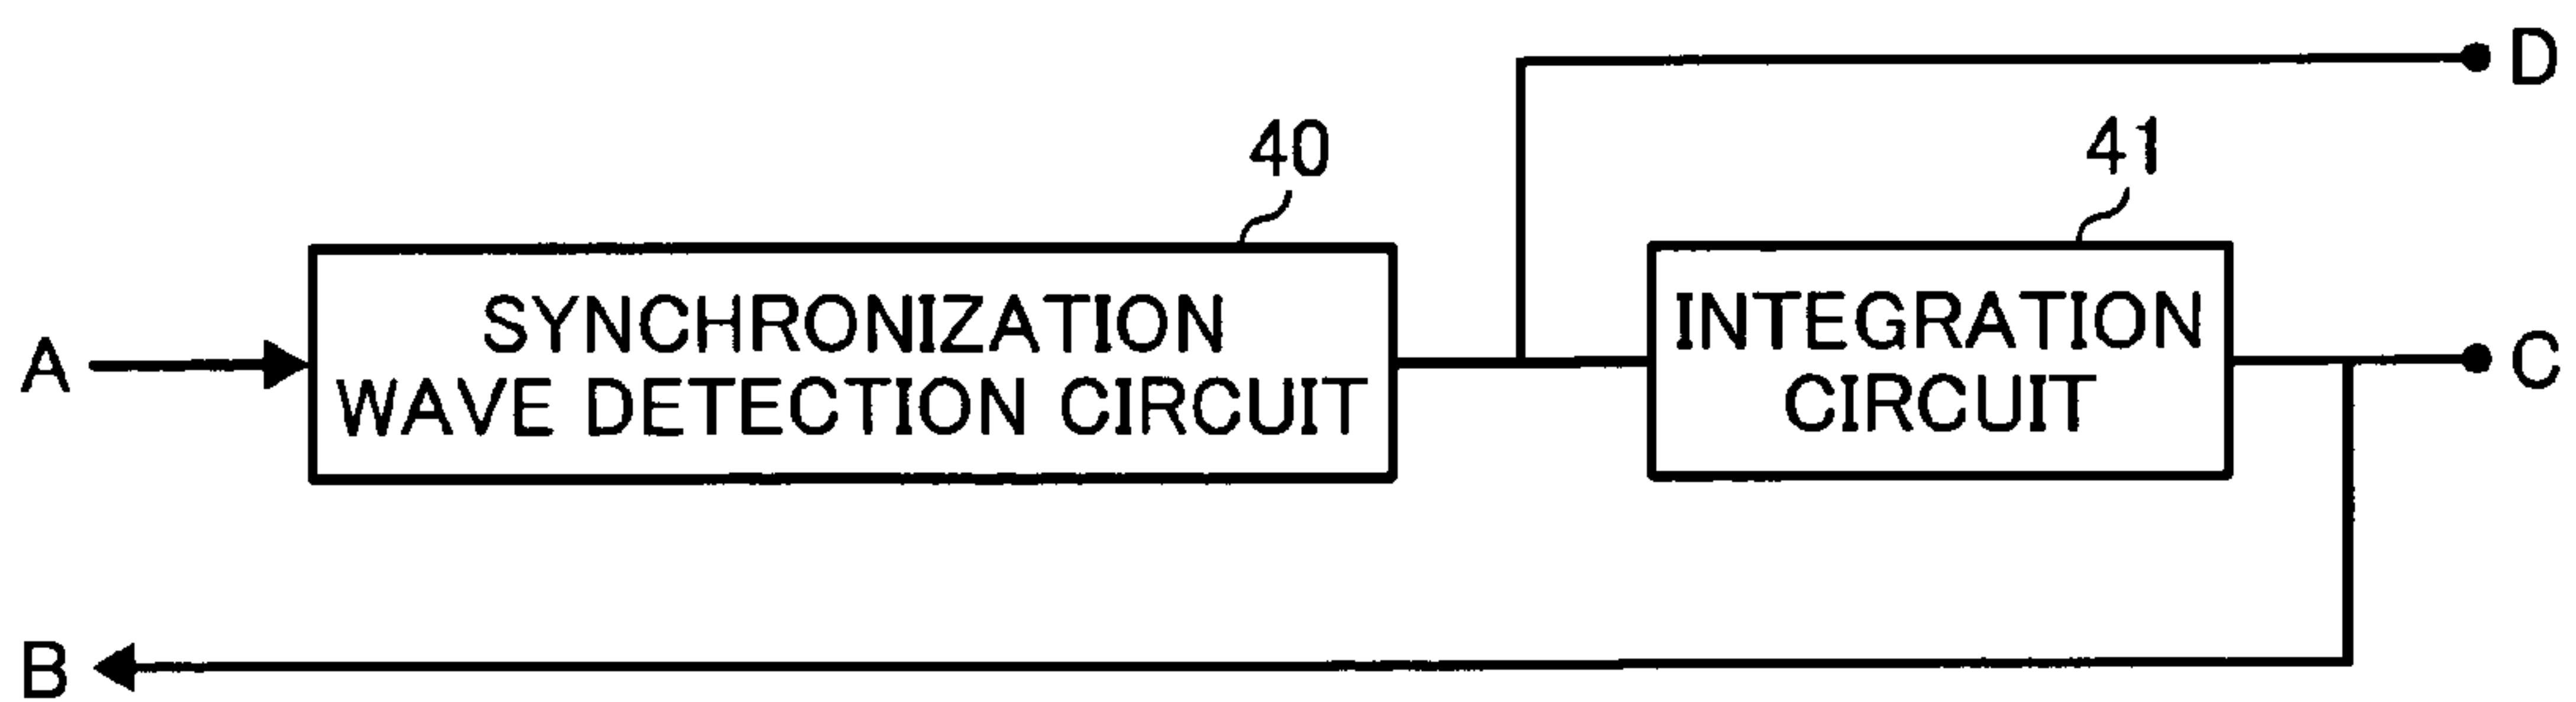 D
40
41
SYNCHRONIZATION
WAVE DETECTION CIRCUIT
INTEGRATION
CIRCUIT
A
C
B